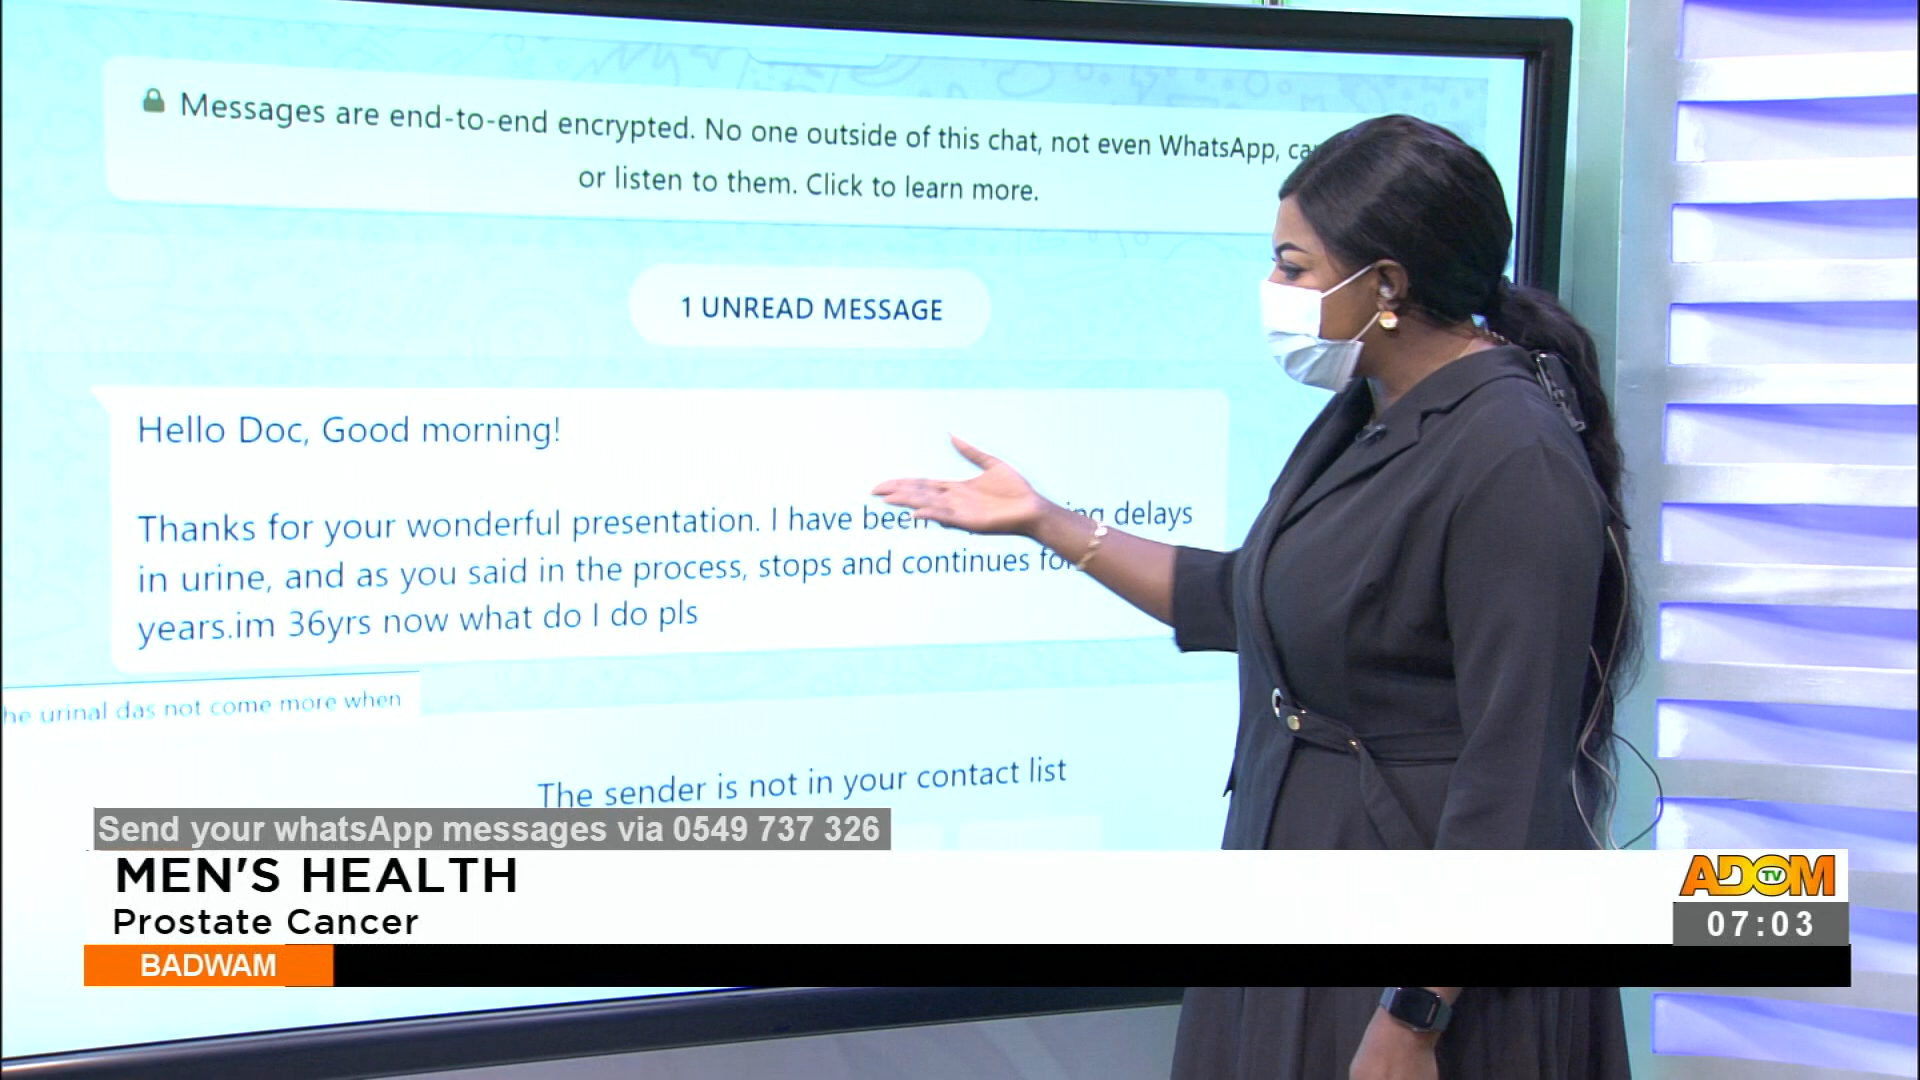 Messages are end-to-end encrypted. No one outside of this chat, not even WhatsApp,
or listen to them. Click to learn more.
1 UNREAD MESSAGE
Hello Doc, Good morning!
Thanks for your wonderful presentation. I have been delays
in urine, and as you said in the process, stops and continues
years.im 36yrs now what do I do pls
urinal das not come more when
The sender is not in your contact list
Send your whatsApp messages via 0549 737 326
MEN'S HEALTH
Prostate Cancer
BADWAM
ADOM TV
07:03